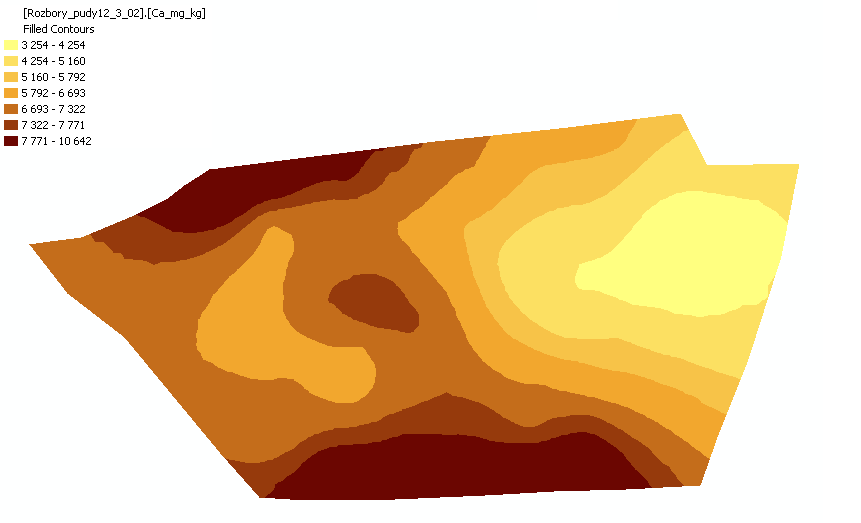 [Rozbory_pudy12_3_02].[Ca_mg_kg]
Filled Contours
3 254 - 4 254
4 254 - 5 160
5 160 - 5 792
5 792 - 6 693
6 693 - 7 322
7 322 - 7 771
7 771 - 10 642